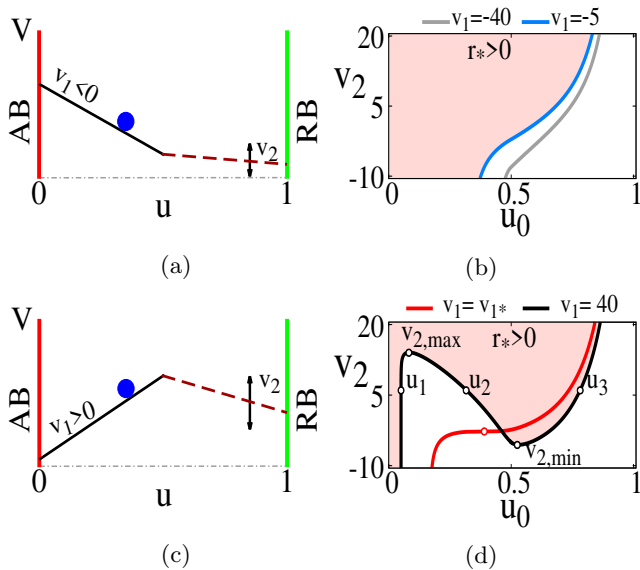 V
AB
v₁<0
v₂
RB
0
u
1
(a)
v₁=-40 v₁=-5
20
r*>0
v₂
5
-10
0
0.5
1
u₀
(b)
V
AB
v₁>0
v₂
RB
0
u
1
(c)
v₁= v₁* v₁= 40
20
v₂,max
r*>0
v₂
5
u₁
u₂
u₃
-10
v₂,min
0
0.5
1
u₀
(d)